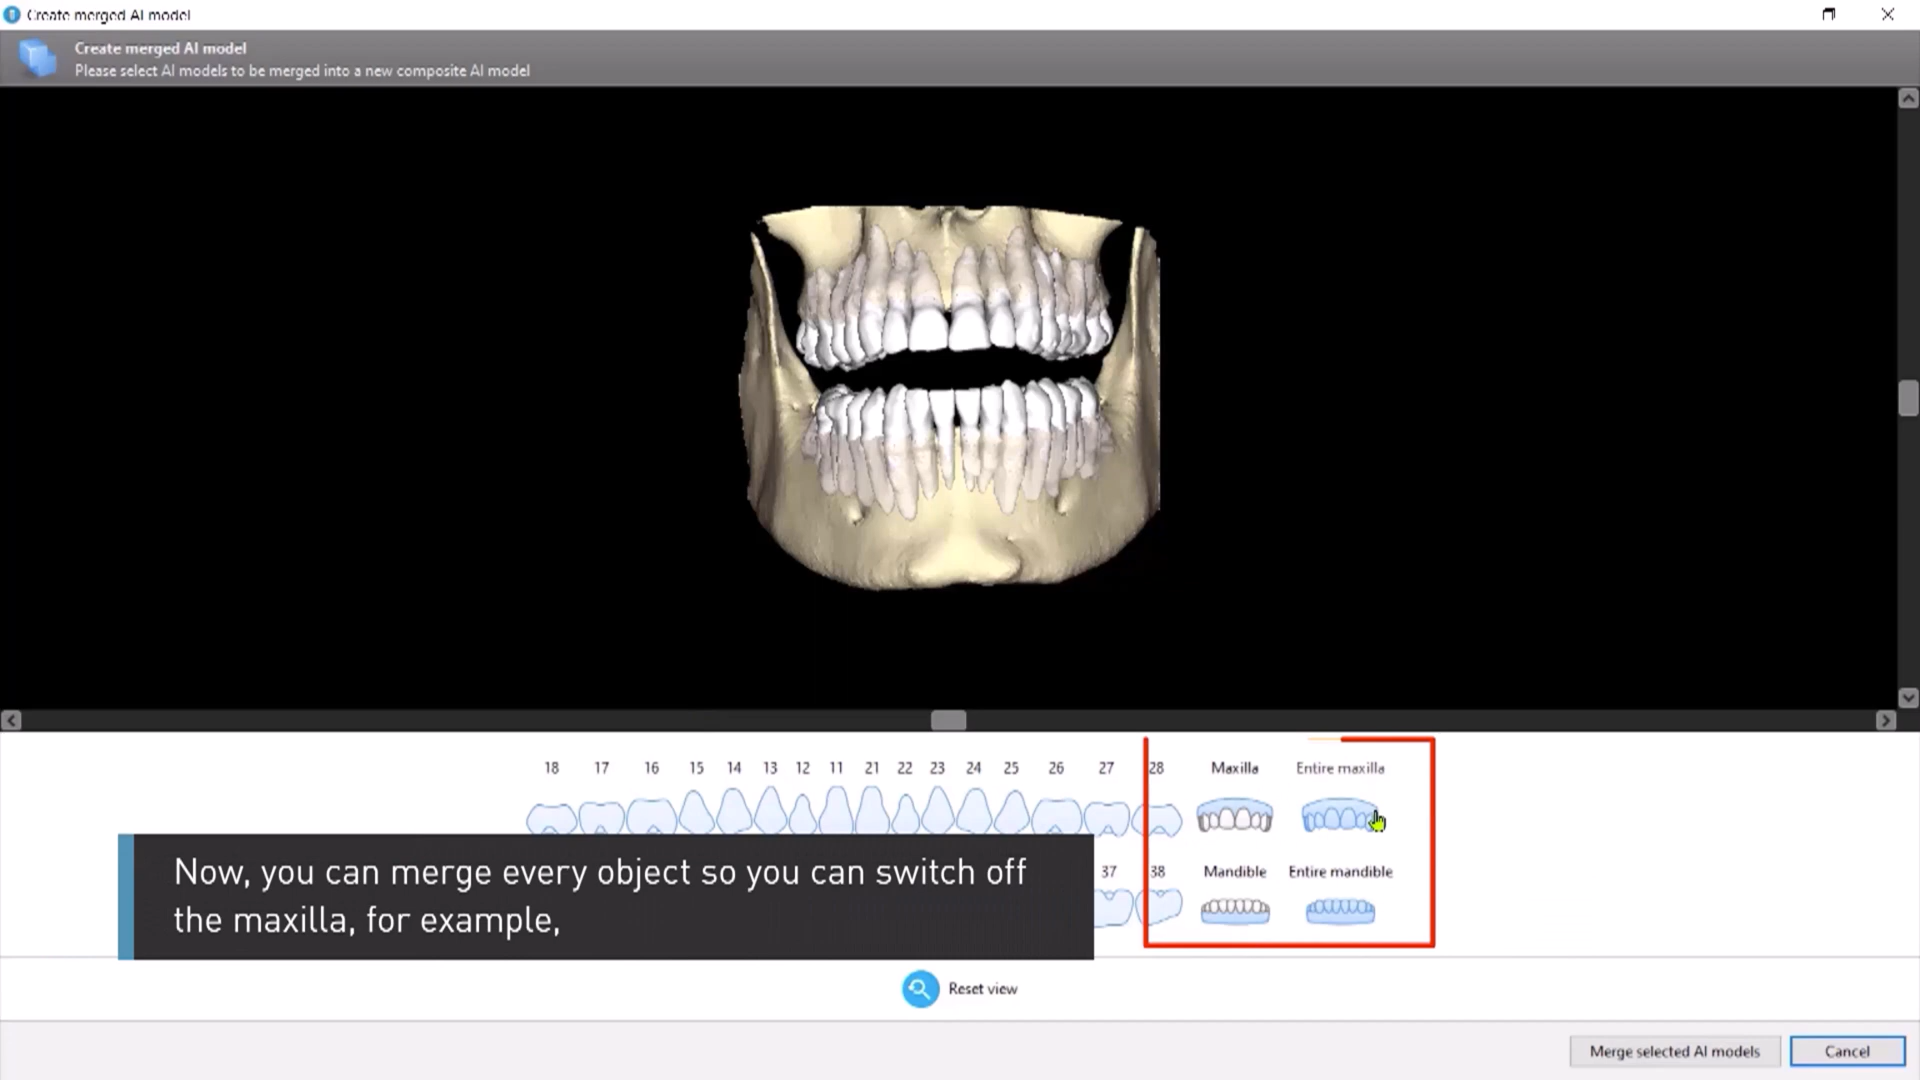 Create merged AI model
Create merged AI model
Please select AI models to be merged into a new composite AI model
18 17 16 15 14 13 12 11 21 22 23 24 25 26 27 28 Maxilla Entire maxilla
Now, you can merge every object so you can switch off
the maxilla, for example,
37 38 Mandible Entire mandible
Reset view
Merge selected AI models Cancel